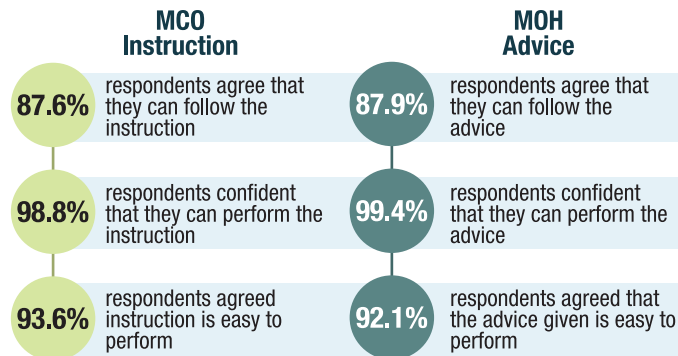 MCO
Instruction
87.6%
respondents agree that
they can follow the
instruction
98.8%
respondents confident
that they can perform the
instruction
93.6%
respondents agreed
instruction is easy to
perform
MOH
Advice
87.9%
respondents agree that
they can follow the
advice
99.4%
respondents confident
that they can perform the
advice
92.1%
respondents agreed that
the advice given is easy to
perform